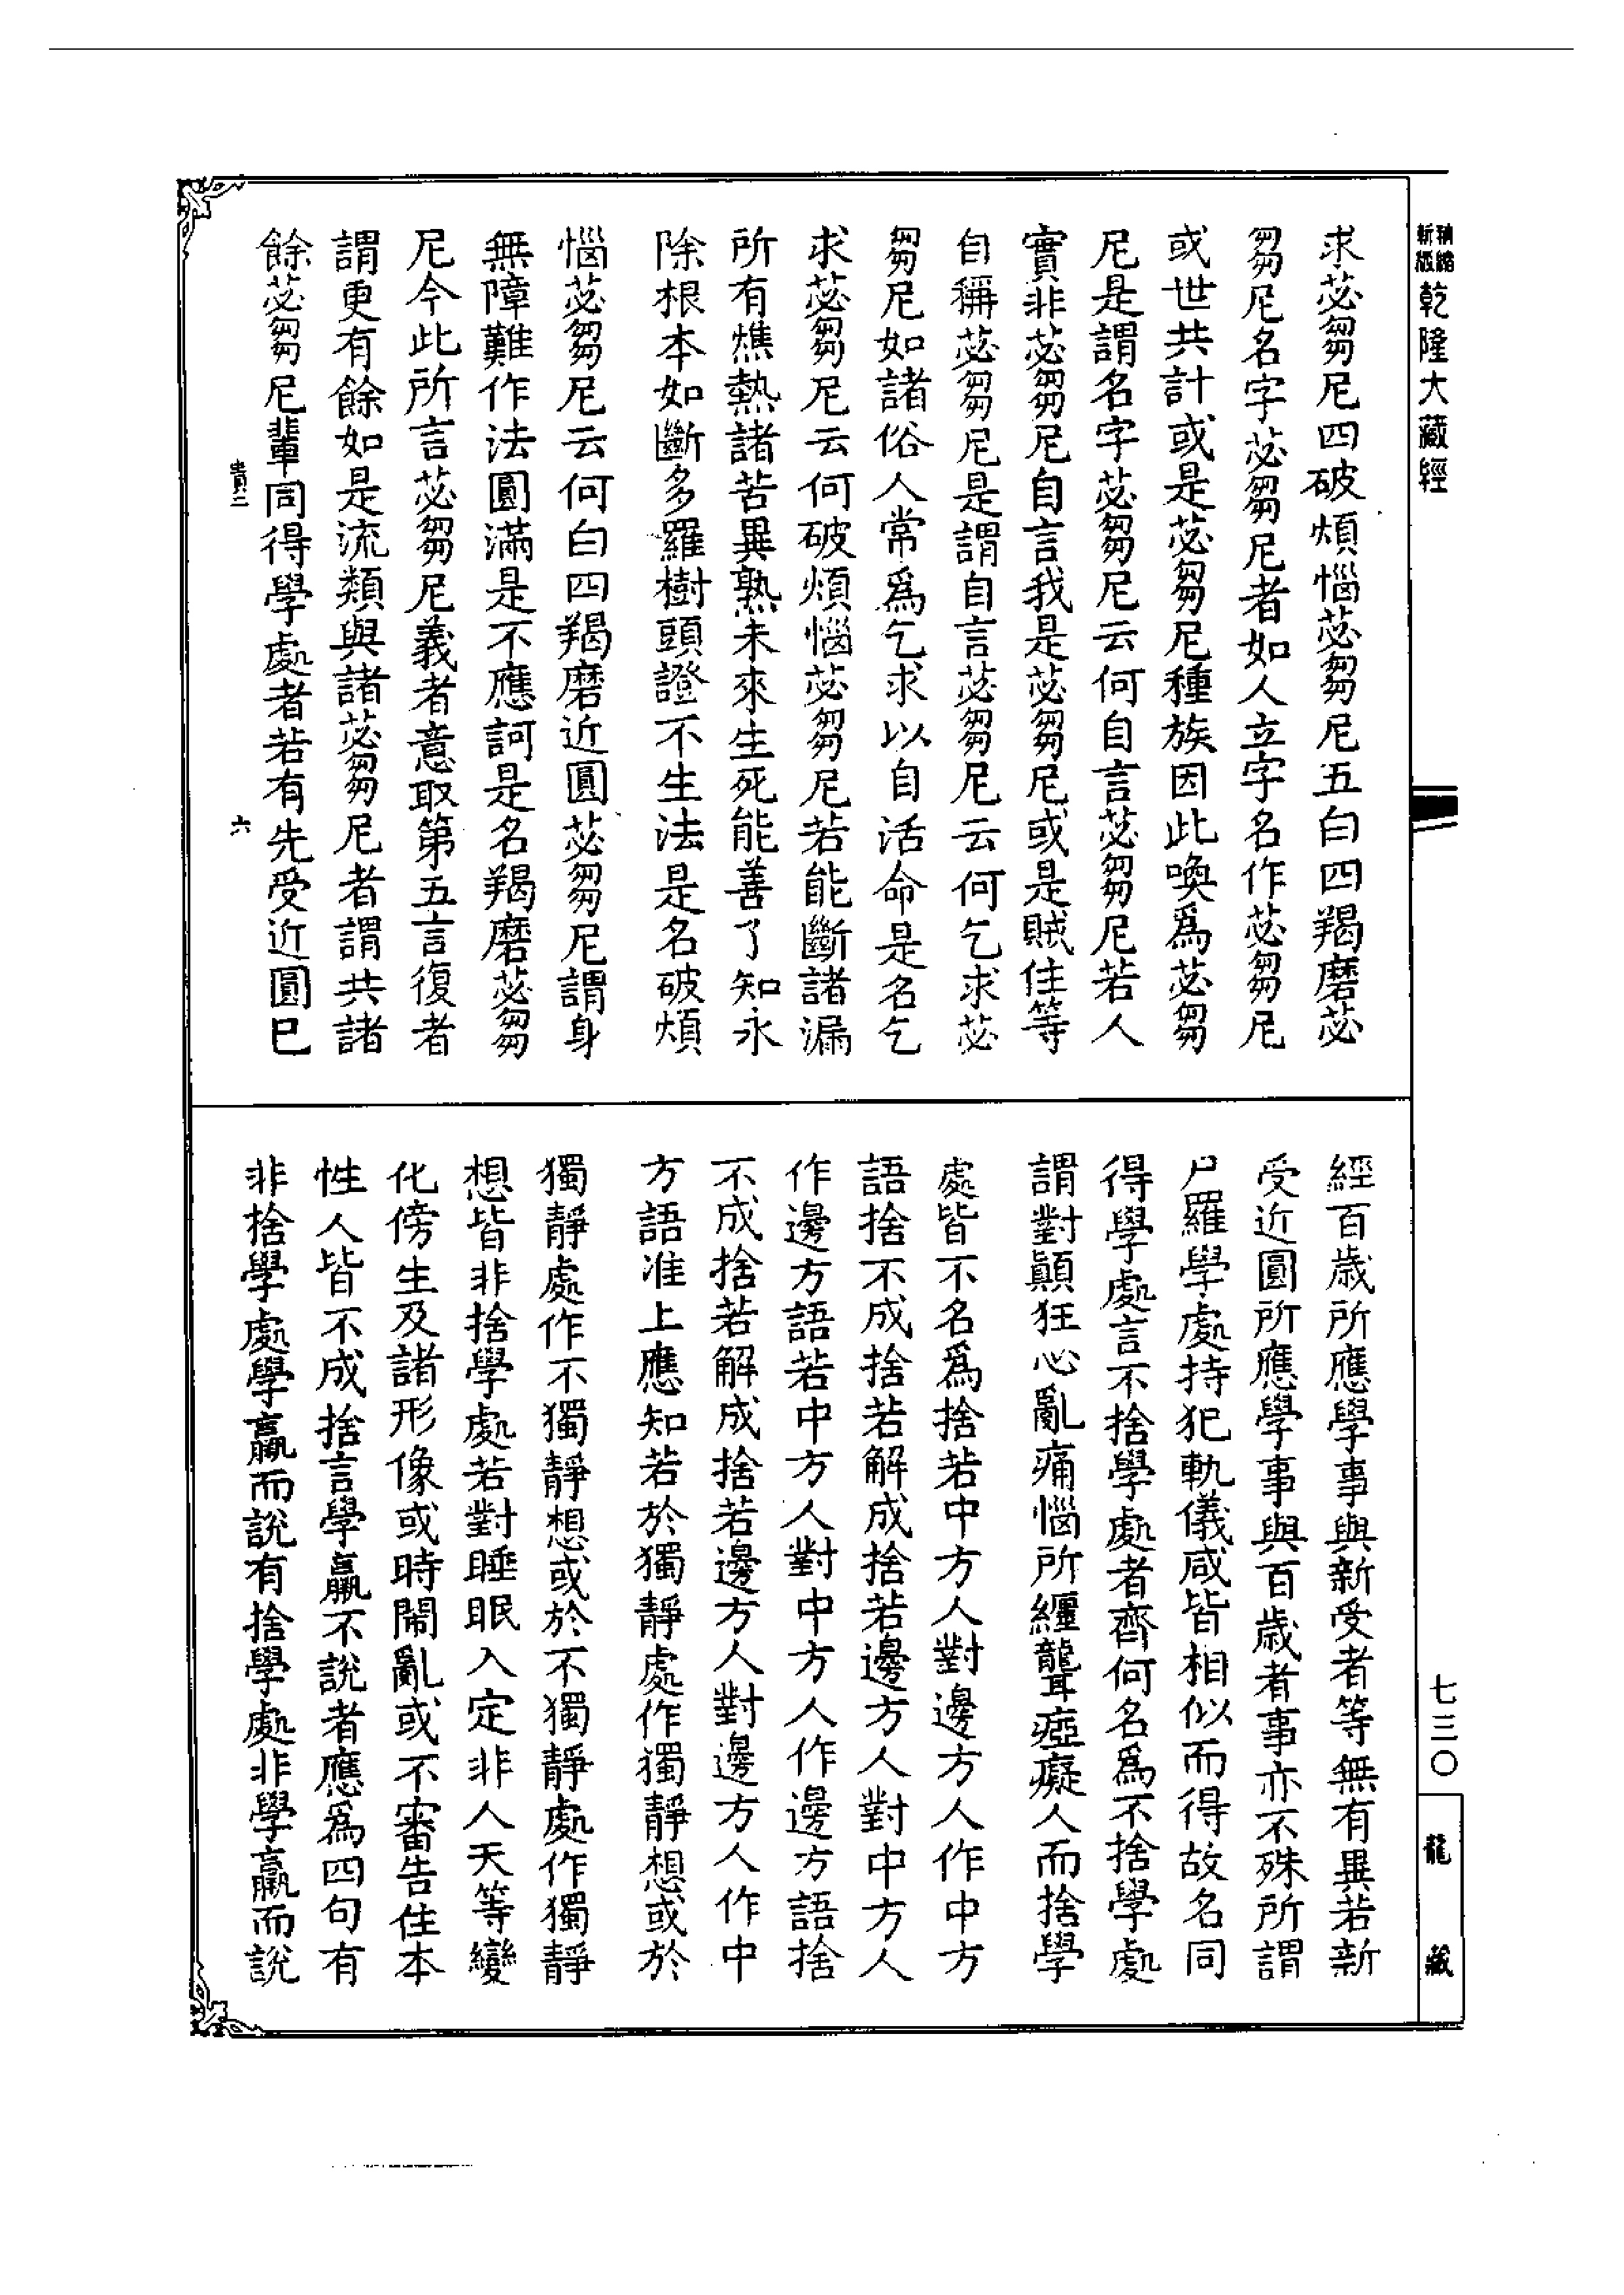 新版精縮乾隆大藏經
七三〇
龍藏
求苾芻尼四破煩惱苾芻尼五白四羯磨苾
芻尼名字苾芻尼者如人立字名作苾芻尼
或世共計或是苾芻尼種族因此喚爲苾芻
尼是謂名字苾芻尼云何自言苾芻尼若人
實非苾芻尼自言我是苾芻尼或是賊住等
自稱苾芻尼是謂自言苾芻尼云何乞求苾
芻尼如諸俗人常爲乞求以自活命是名乞
求苾芻尼云何破煩惱苾芻尼若能斷諸漏
所有燋熱諸苦異熟未來生死能善了知永
除根本如斷多羅樹頭證不生法是名破煩
惱苾芻尼云何白四羯磨近圓苾芻尼謂身
無障難作法圓滿是不應訶是名羯磨苾芻
尼今此所言苾芻尼義者意取第五言復者
謂更有餘如是流類與諸苾芻尼者謂共諸
餘苾芻尼輩同得學處者若有先受近圓已
貴三 六
經百歲所應學事與新受者等無有異若新
受近圓所應學事與百歲者事亦不殊所謂
尸羅學處持犯軌儀咸皆相似而得故名同
得學處言不捨學處者齊何名爲不捨學處
謂對顛狂心亂痛惱所纏聾瘂癡人而捨學
處皆不名爲捨若中方人對邊方人作中方
語捨不成捨若解成捨若邊方人對中方人
作邊方語若中方人對中方人作邊方語捨
不成捨若解成捨若邊方人對邊方人作中
方語准上應知若於獨靜處作獨靜想或於
獨靜處作不獨靜想或於不獨靜處作獨靜
想皆非捨學處若對睡眠入定非人天等變
化傍生及諸形像或時鬧亂或不審告住本
性人皆不成捨言學羸不說者應爲四句有
非捨學處學羸而說有捨學處非學羸而說